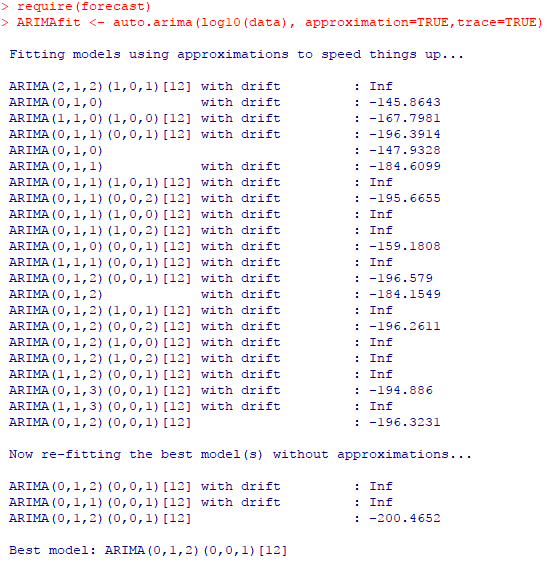 > require(forecast)
> ARIMAfit <- auto.arima(log10(data), approximation=TRUE,trace=TRUE)
Fitting models using approximations to speed things up...
ARIMA(2,1,2)(1,0,1)[12] with drift         : Inf
ARIMA(0,1,0)            with drift         : -145.8643
ARIMA(1,1,0)(1,0,0)[12] with drift         : -167.7981
ARIMA(0,1,1)(0,0,1)[12] with drift         : -196.3914
ARIMA(0,1,0)                               : -147.9328
ARIMA(0,1,1)            with drift         : -184.6099
ARIMA(0,1,1)(1,0,1)[12] with drift         : Inf
ARIMA(0,1,1)(0,0,2)[12] with drift         : -195.6655
ARIMA(0,1,1)(1,0,0)[12] with drift         : Inf
ARIMA(0,1,1)(1,0,2)[12] with drift         : Inf
ARIMA(0,1,0)(0,0,1)[12] with drift         : -159.1808
ARIMA(1,1,1)(0,0,1)[12] with drift         : Inf
ARIMA(0,1,2)(0,0,1)[12] with drift         : -196.579
ARIMA(0,1,2)            with drift         : -184.1549
ARIMA(0,1,2)(1,0,1)[12] with drift         : Inf
ARIMA(0,1,2)(0,0,2)[12] with drift         : -196.2611
ARIMA(0,1,2)(1,0,0)[12] with drift         : Inf
ARIMA(0,1,2)(1,0,2)[12] with drift         : Inf
ARIMA(1,1,2)(0,0,1)[12] with drift         : Inf
ARIMA(0,1,3)(0,0,1)[12] with drift         : -194.886
ARIMA(1,1,3)(0,0,1)[12] with drift         : Inf
ARIMA(0,1,2)(0,0,1)[12]                    : -196.3231
Now re-fitting the best model(s) without approximations...
ARIMA(0,1,2)(0,0,1)[12] with drift         : Inf
ARIMA(0,1,1)(0,0,1)[12] with drift         : Inf
ARIMA(0,1,2)(0,0,1)[12]                    : -200.4652
Best model: ARIMA(0,1,2)(0,0,1)[12]